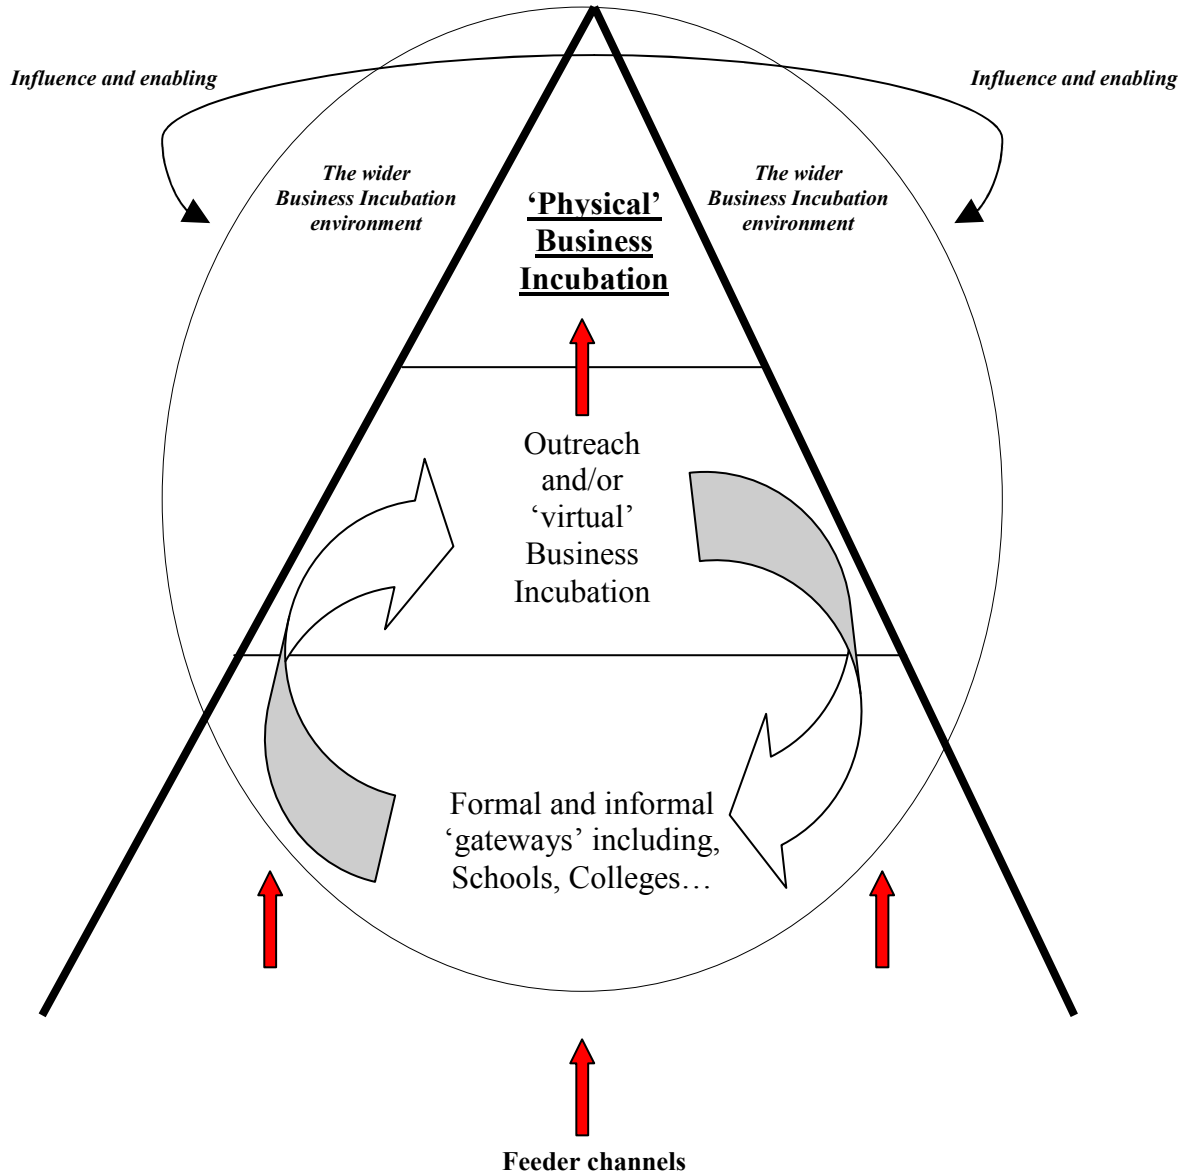 Influence and enabling
Influence and enabling
The wider
Business Incubation
environment
‘Physical’
Business
Incubation
The wider
Business Incubation
environment
Outreach
and/or
‘virtual’
Business
Incubation
Formal and informal
‘gateways’ including,
Schools, Colleges…
Feeder channels